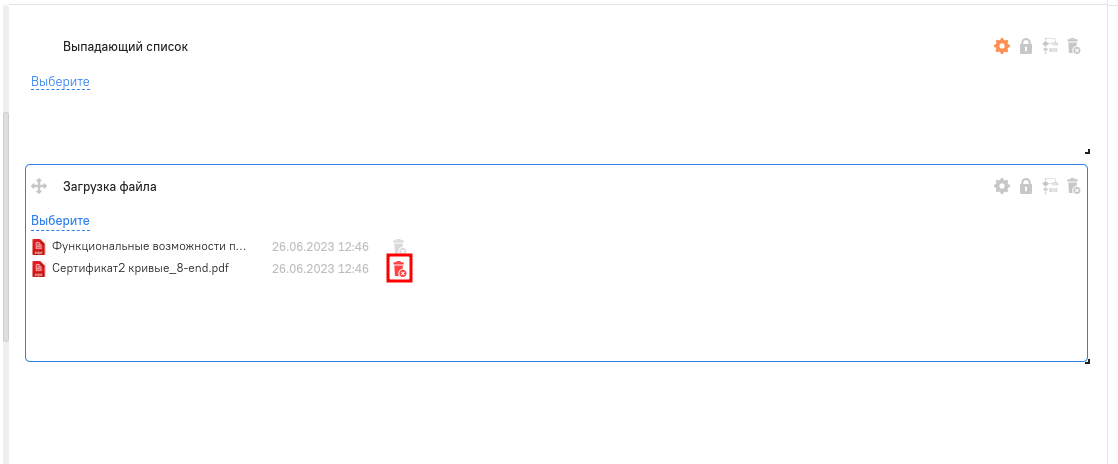 Выпадающий список
Выберите
Загрузка файла
Выберите
Функциональные возможности п... 26.06.2023 12:46
Сертификат2 кривые_8-end.pdf 26.06.2023 12:46